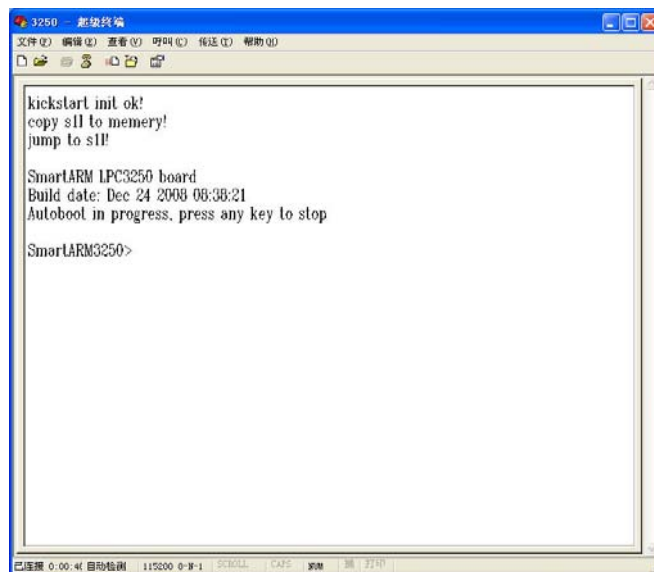 3250 - 超级终端
文件(F) 编辑(E) 查看(V) 呼叫(C) 传送(T) 帮助(H)
kickstart init ok!
copy s1l to memery!
jump to s1l!
SmartARM LPC3250 board
Build date: Dec 24 2008 08:38:21
Autoboot in progress, press any key to stop
SmartARM3250>
已连接 0:00:4( 自动检测 115200 8-N-1 SCROLL CAPS NUM 捕 打印